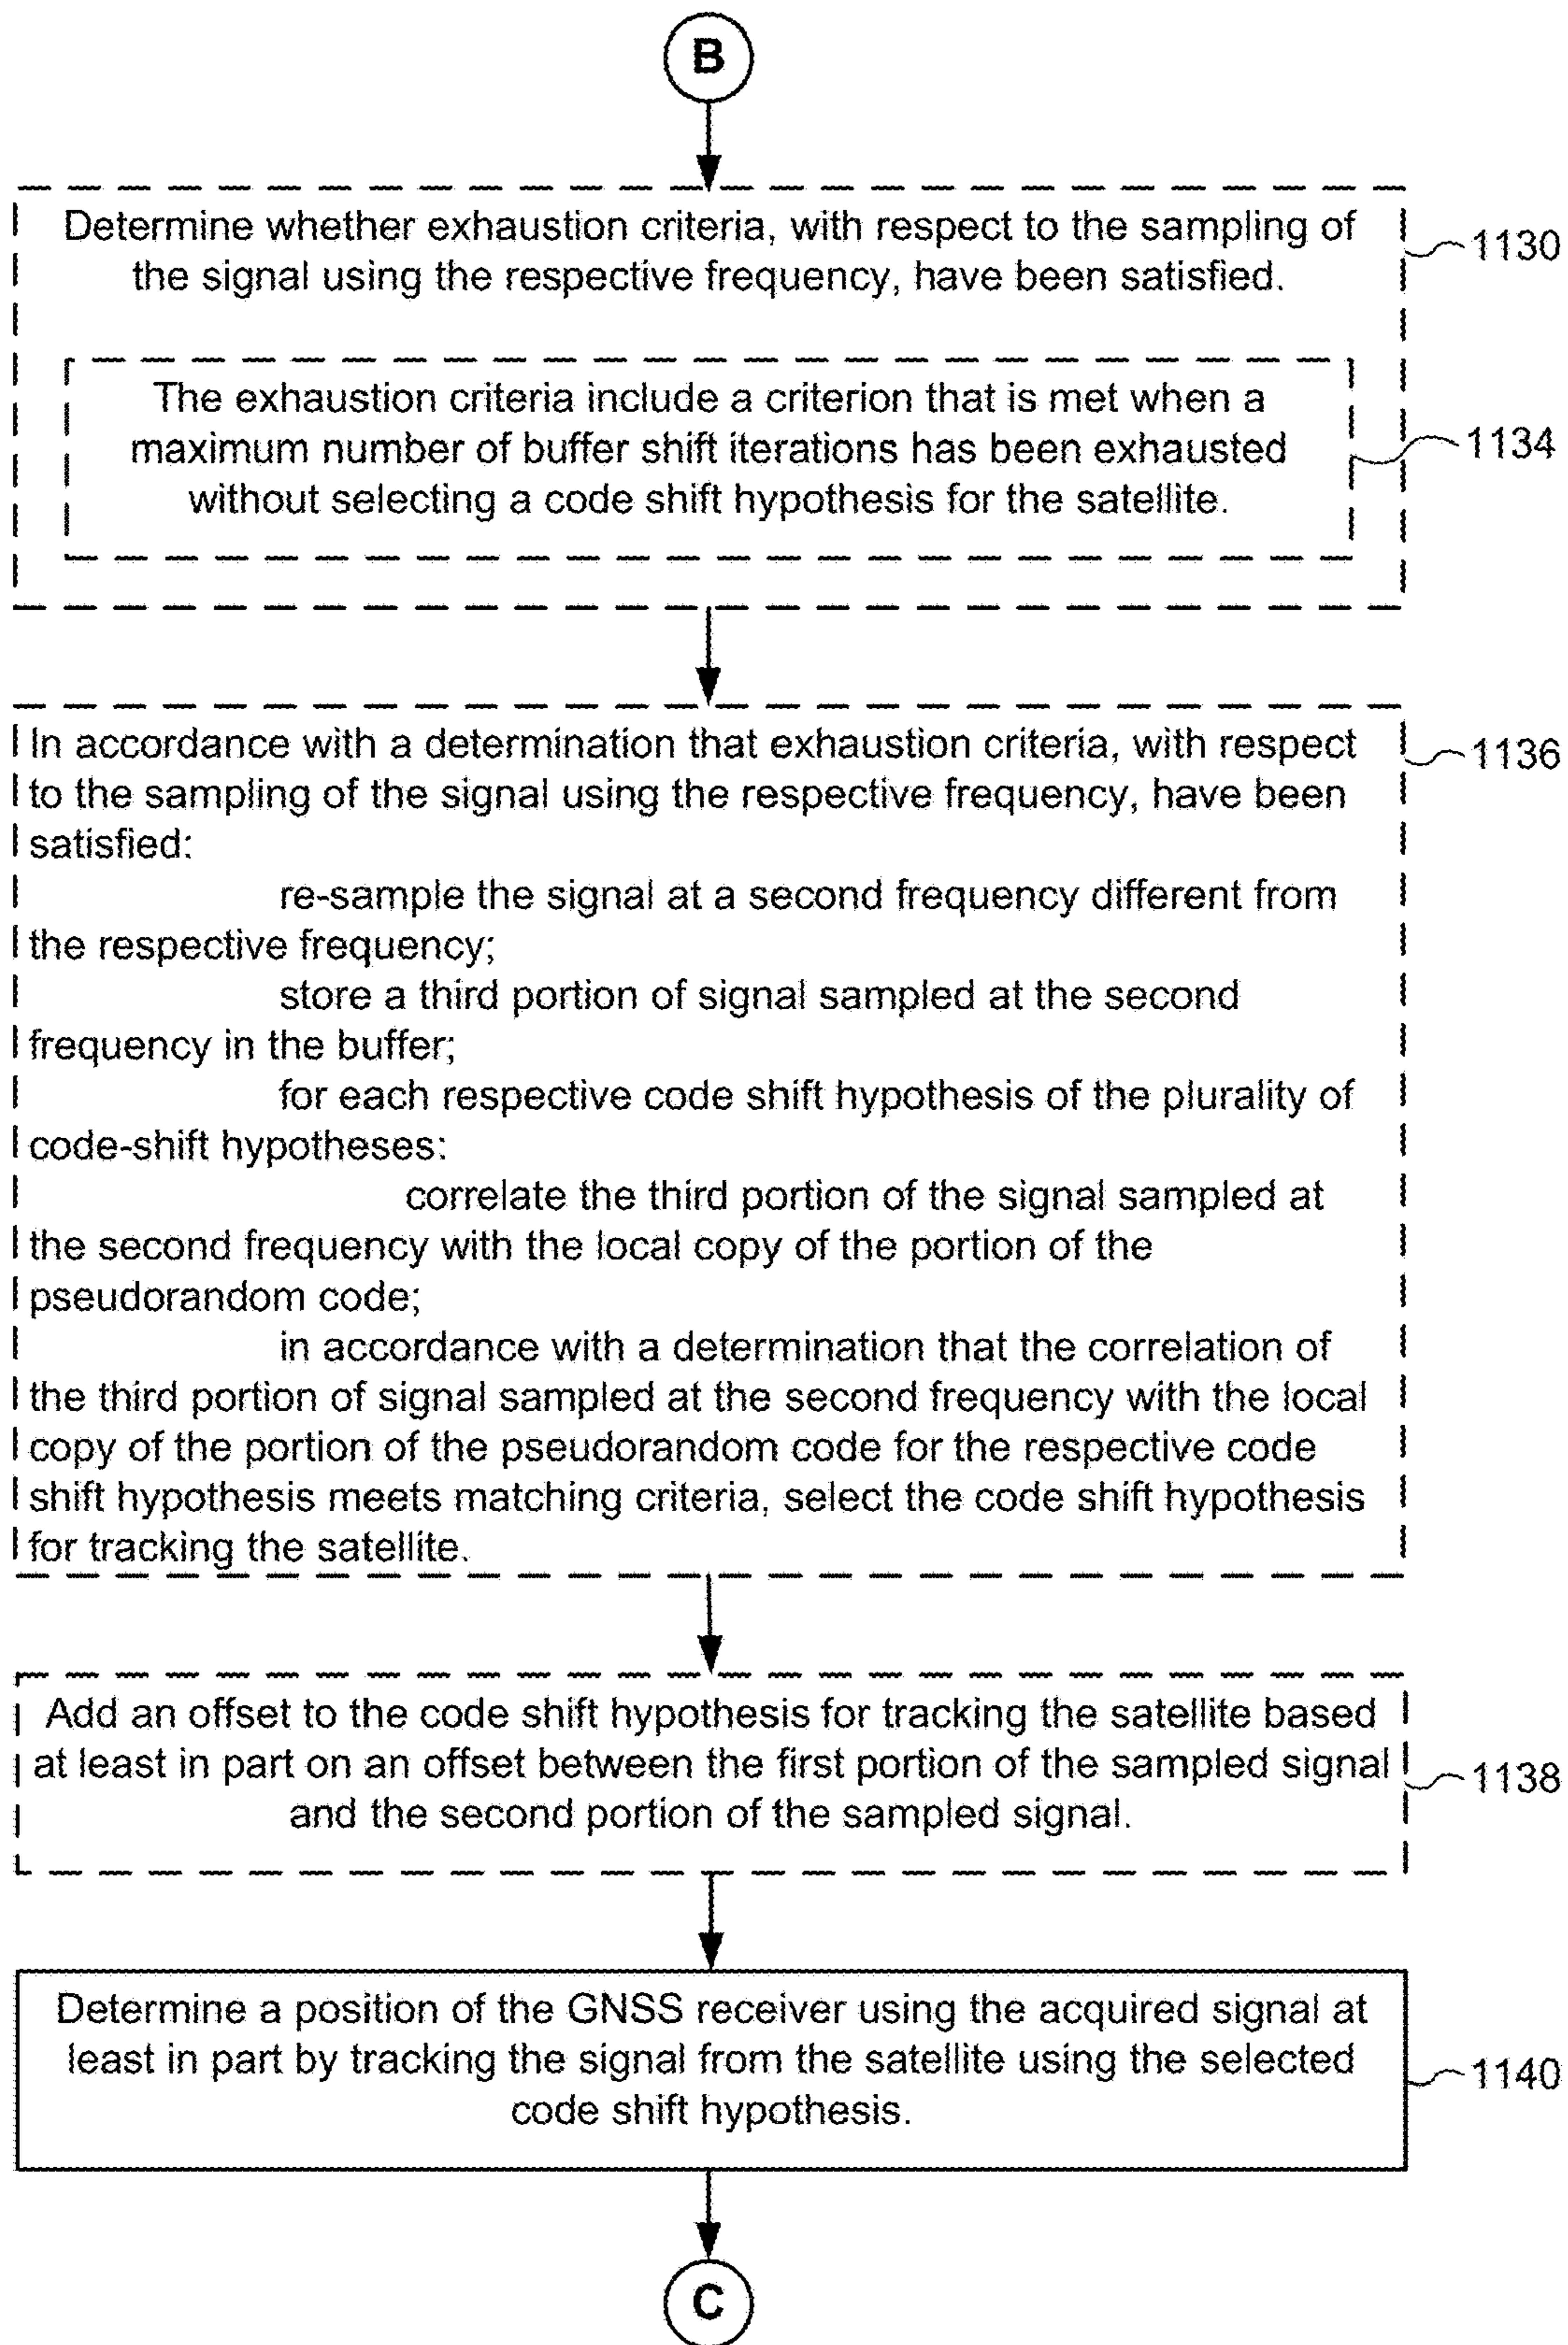 B
Determine whether exhaustion criteria, with respect to the sampling of
the signal using the respective frequency, have been satisfied.
1130
The exhaustion criteria include a criterion that is met when a
maximum number of buffer shift iterations has been exhausted
without selecting a code shift hypothesis for the satellite.
1134
In accordance with a determination that exhaustion criteria, with respect
to the sampling of the signal using the respective frequency, have been
satisfied:
1136
re-sample the signal at a second frequency different from
the respective frequency;
store a third portion of signal sampled at the second
frequency in the buffer;
for each respective code shift hypothesis of the plurality of
code-shift hypotheses:
correlate the third portion of the signal sampled at
the second frequency with the local copy of the portion of the
pseudorandom code;
in accordance with a determination that the correlation of
the third portion of signal sampled at the second frequency with the local
copy of the portion of the pseudorandom code for the respective code
shift hypothesis meets matching criteria, select the code shift hypothesis
for tracking the satellite.
Add an offset to the code shift hypothesis for tracking the satellite based
at least in part on an offset between the first portion of the sampled signal
and the second portion of the sampled signal.
1138
Determine a position of the GNSS receiver using the acquired signal at
least in part by tracking the signal from the satellite using the selected
code shift hypothesis.
1140
C